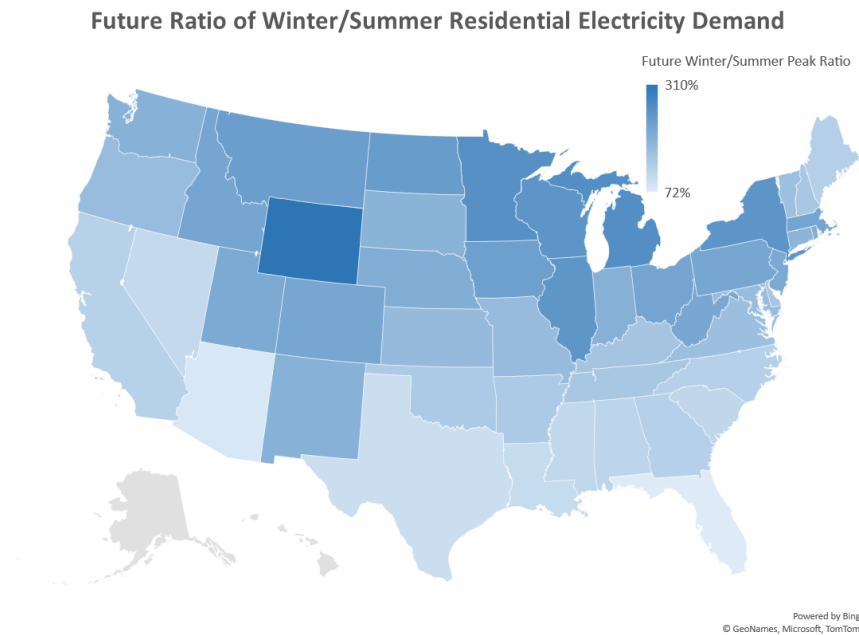 Future Ratio of Winter/Summer Residential Electricity Demand
Future Winter/Summer Peak Ratio
310%
72%
Powered by Bing
© GeoNames, Microsoft, TomTom